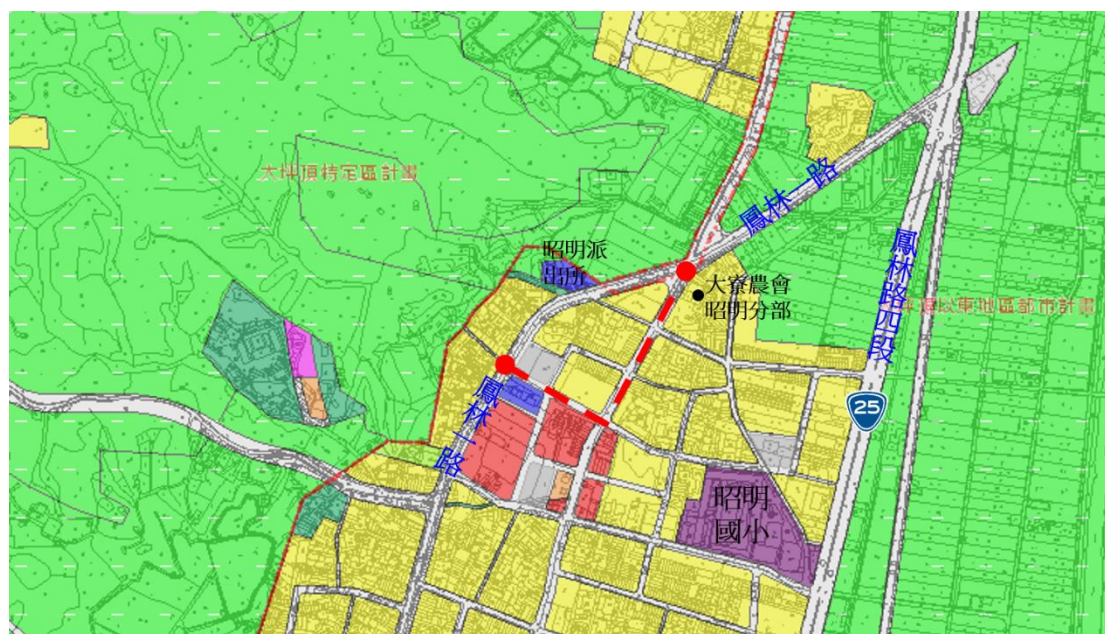 大坪頂特定區計畫
鳳林一路
昭明派
出所
大寮農會
昭明分部
鳳林路四段
坪頂以東地區都市計畫
鳳林一路
25
昭明
國小